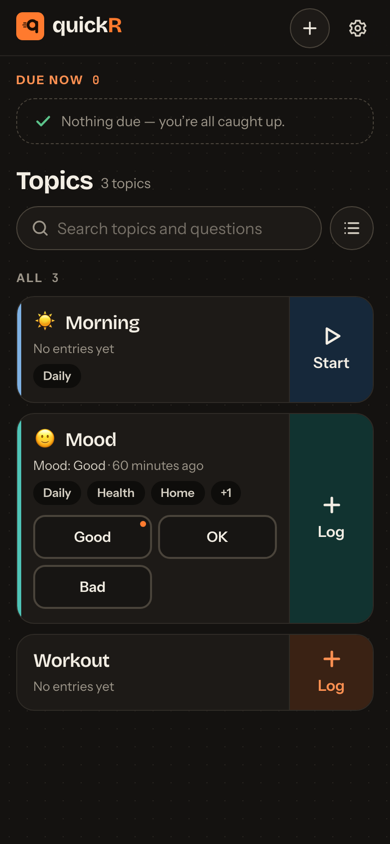 quickR
DUE NOW 0
Nothing due — you're all caught up.
Topics 3 topics
Search topics and questions
ALL 3
Morning
No entries yet
Daily
Start
Mood
Mood: Good · 60 minutes ago
Daily Health Home +1
Good OK
Bad
Log
Workout
No entries yet
Log